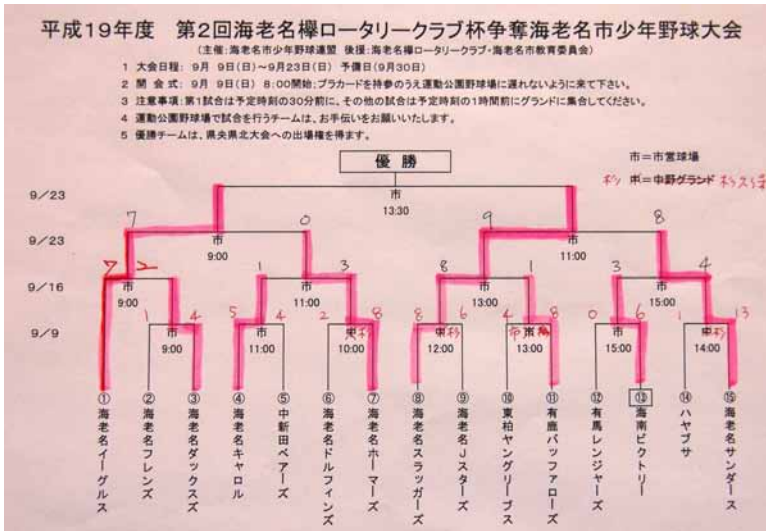 平成19年度　第2回海老名欅ロータリークラブ杯争奪海老名市少年野球大会
(主催:海老名市少年野球連盟 後援:海老名欅ロータリークラブ・海老名市教育委員会)
1 大会日程: 9月 9日(日)～9月23日(日) 予備日(9月30日)
2 開 会 式: 9月 9日(日) 8:00開始;プラカードを持参のうえ運動公園野球場に遅れないように来て下さい。
3 注意事項:第1試合は予定時刻の30分前に、その他の試合は予定時刻の1時間前にグランドに集合してください。
4 運動公園野球場で試合を行うチームは、お手伝いをお願いいたします。
5 優勝チームは、県央県北大会への出場権を得ます。
優 勝
市=市営球場
中=中野グランド
9/23
市
13:30
7 0 9 8
9/23
市 市
9:00 11:00
7 2 1 3 8 1 3 4
9/16
市 市 市 市
9:00 11:00 13:00 15:00
1 4 5 4 2 8 8 6 4 8 0 6 1 13
9/9
市 市 中杉 中杉 市 中杉
9:00 11:00 10:00 12:00 13:00 15:00 14:00
① 海老名イーグルス
② 海老名フレンズ
③ 海老名ダックスズ
④ 海老名キャロル
⑤ 中新田ベアーズ
⑥ 海老名ドルフィンズ
⑦ 海老名ホーマーズ
⑧ 海老名スラッガーズ
⑨ 海老名Jスターズ
⑩ 東柏ヤングリーブス
⑪ 有鹿バッファローズ
⑫ 有馬レンジャーズ
⑬ 海南ビクトリー
⑭ ハヤブサ
⑮ 海老名サンダース